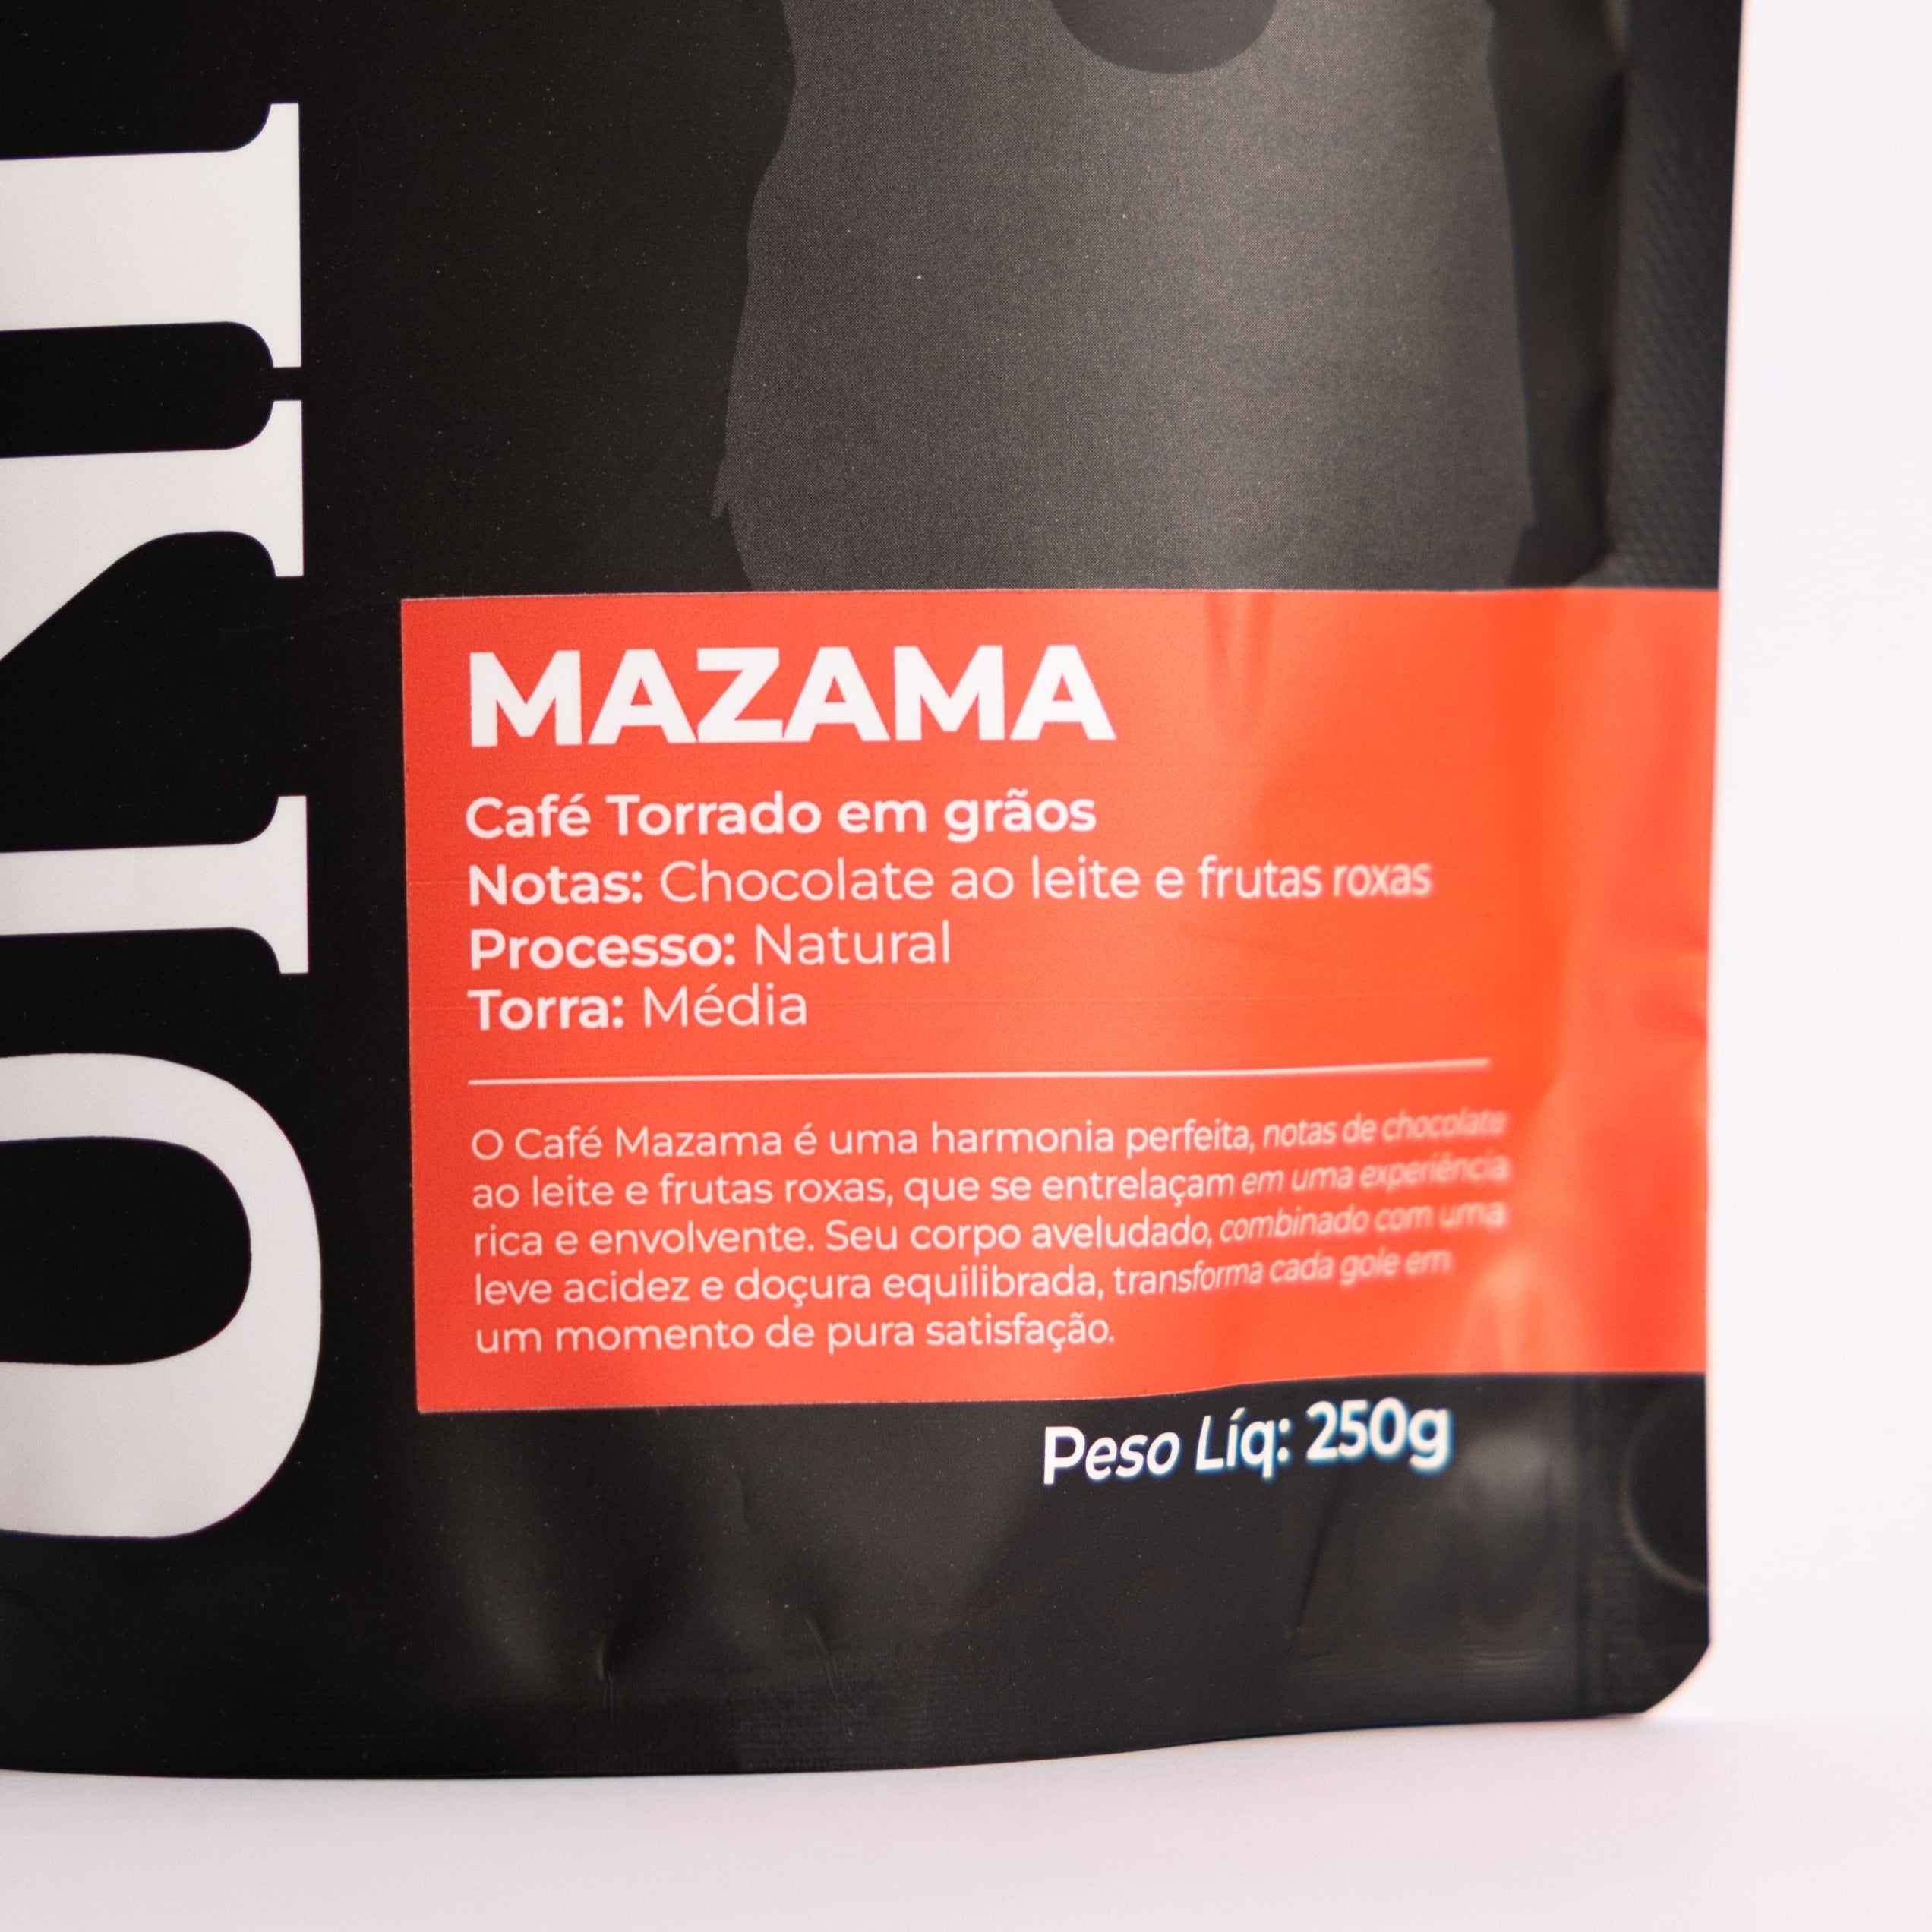 MAZAMA
Café Torrado em grãos
Notas: Chocolate ao leite e frutas roxas
Processo: Natural
Torra: Média
O Café Mazama é uma harmonia perfeita, notas de chocolate
ao leite e frutas roxas, que se entrelaçam em uma experiência
rica e envolvente. Seu corpo aveludado, combinado com uma
leve acidez e doçura equilibrada, transforma cada gole em
um momento de pura satisfação.
Peso Líq: 250g